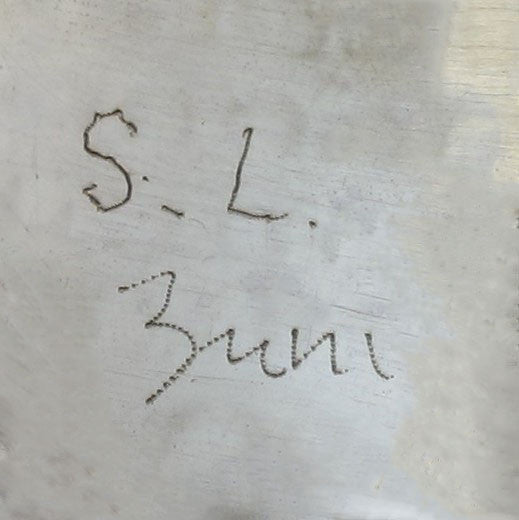 S. L.
Zuni